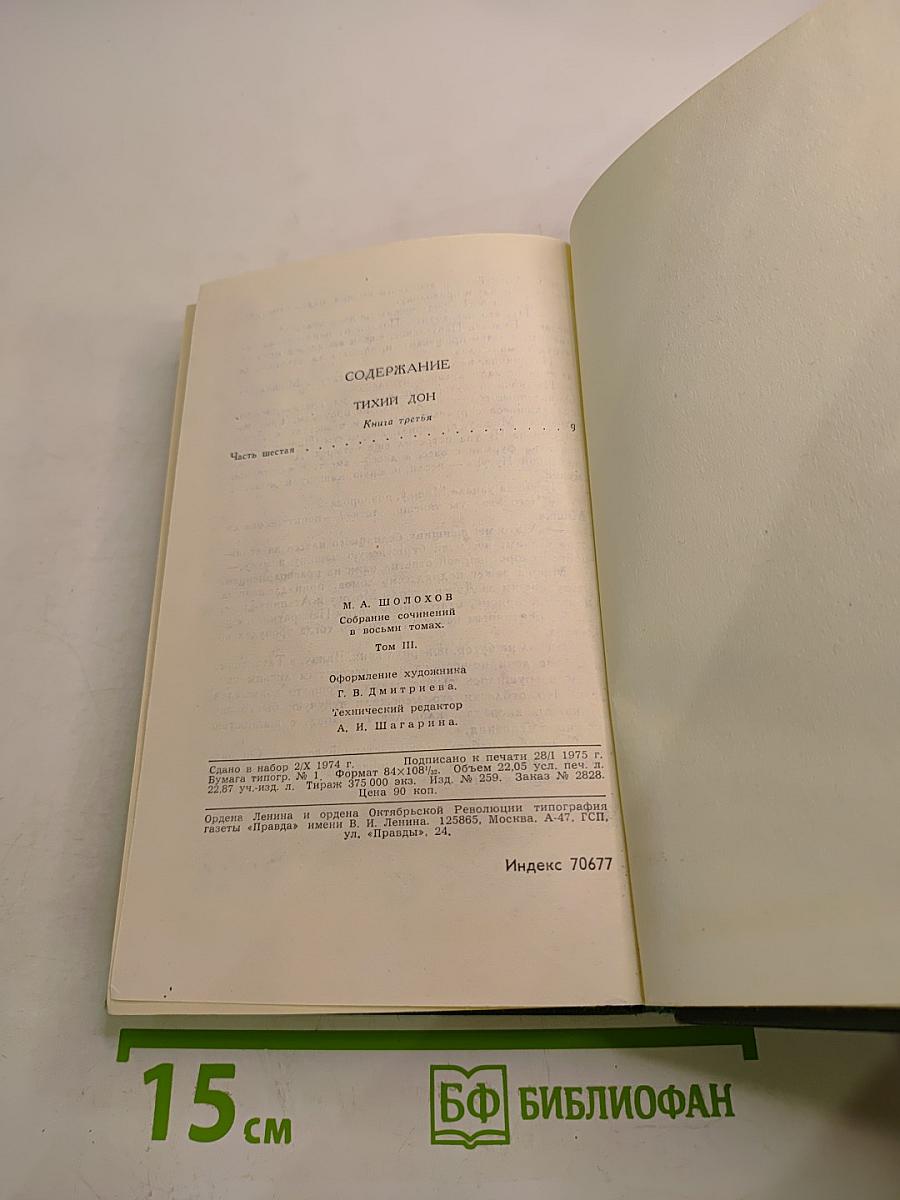 СОДЕРЖАНИЕ
ТИХИЙ ДОН
Книга третья
Часть шестая . . . . . . . . . . . . . . . . . . . 9
М. А. ШОЛОХОВ
Собрание сочинений
в восьми томах.
Том III.
Оформление художника
Г. В. Дмитриева.
Технический редактор
А. И. Шагарина.
Сдано в набор 2/X 1974 г. Подписано к печати 28/I 1975 г.
Бумага типогр. № 1. Формат 84×108¹/₃₂. Объем 22,05 усл. печ. л.
22,87 уч.-изд. л. Тираж 375 000 экз. Изд. № 259. Заказ № 2828.
Цена 90 коп.
Ордена Ленина и ордена Октябрьской Революции типография
газеты «Правда» имени В. И. Ленина. 125865, Москва, А-47, ГСП,
ул. «Правды», 24.
Индекс 70677
15 см
БФ БИБЛИОФАН